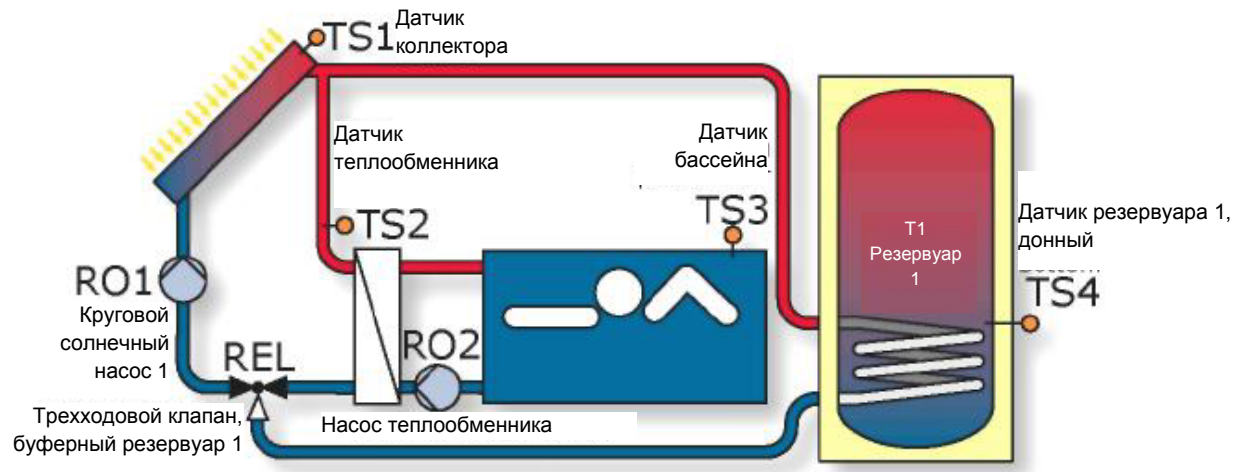 TS1
Датчик
коллектора
Датчик
теплообменника
Датчик
бассейна
TS2
TS3
T1
Резервуар
1
Датчик резервуара 1,
донный
TS4
RO1
Круговой
солнечный
насос 1
REL
RO2
Трехходовой клапан,
буферный резервуар 1
Насос теплообменника